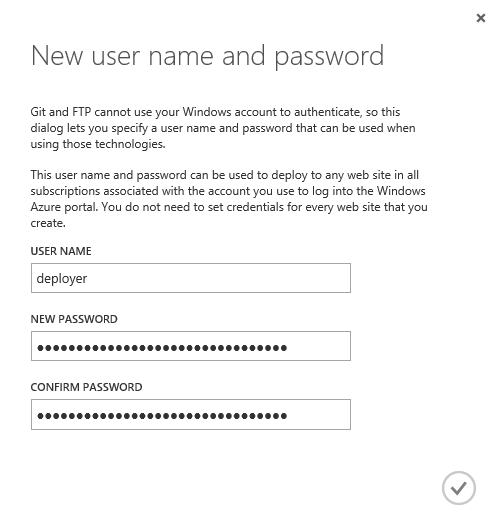 New user name and password
Git and FTP cannot use your Windows account to authenticate, so this
dialog lets you specify a user name and password that can be used when
using those technologies.
This user name and password can be used to deploy to any web site in all
subscriptions associated with the account you use to log into the Windows
Azure portal. You do not need to set credentials for every web site that you
create.
USER NAME
deployer
NEW PASSWORD
••••••••••••••••••••••••••••••••
CONFIRM PASSWORD
••••••••••••••••••••••••••••••••